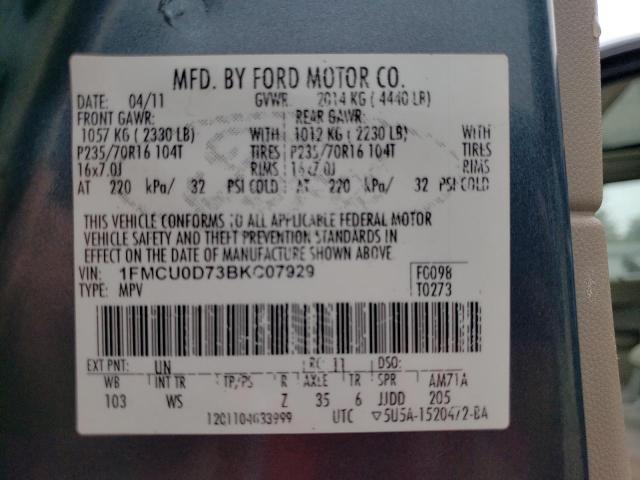 MFD. BY FORD MOTOR CO.
DATE: 04/11 GVWR: 2014 KG ( 4440 LB)
FRONT GAWR: REAR GAWR:
1057 KG ( 2330 LB) WITH 1012 KG ( 2230 LB) WITH
P235/70R16 104T TIRES P235/70R16 104T TIRES
16x7.0J RIMS 16x7.0J RIMS
AT 220 kPa/ 32 PSI COLD AT 220 kPa/ 32 PSI COLD
THIS VEHICLE CONFORMS TO ALL APPLICABLE FEDERAL MOTOR
VEHICLE SAFETY AND THEFT PREVENTION STANDARDS IN
EFFECT ON THE DATE OF MANUFACTURE SHOWN ABOVE.
VIN: 1FMCU0D73BKC07929 F0098
TYPE: MPV T0273
EXT PNT: UN RC: 11 DSO:
WB INT TR TP/PS R AXLE TR SPR AM71A
103 WS Z 35 6 JJDD 205
1201104633999 UTC ▽5U5A-1520472-BA